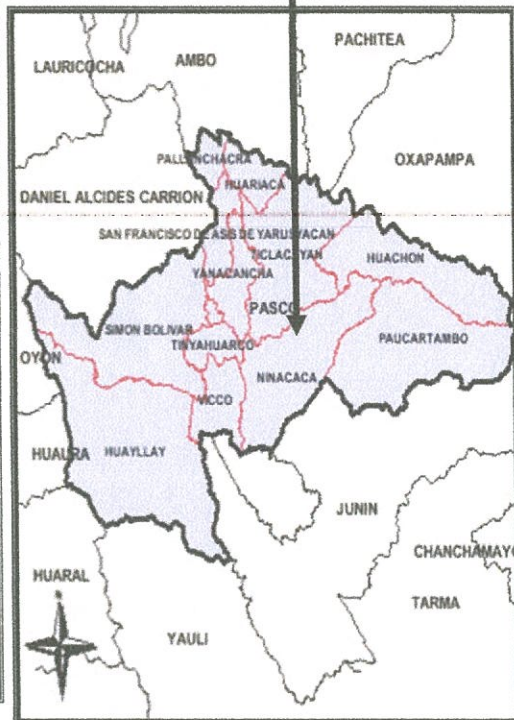 PACHITEA
AMBO
LAURICOCHA
OXAPAMPA
PALLANCHACRA
HUARIACA
DANIEL ALCIDES CARRION
SAN FRANCISCO DE ASIS DE YARUSYACAN
TICLACAYAN
HUACHON
YANACANCHA
PASCO
SIMON BOLIVAR
PAUCARTAMBO
TINYAHUARCO
OYON
NINACACA
VICCO
HUAURA
HUAYLLAY
JUNIN
CHANCHAMAYO
HUARAL
TARMA
YAULI